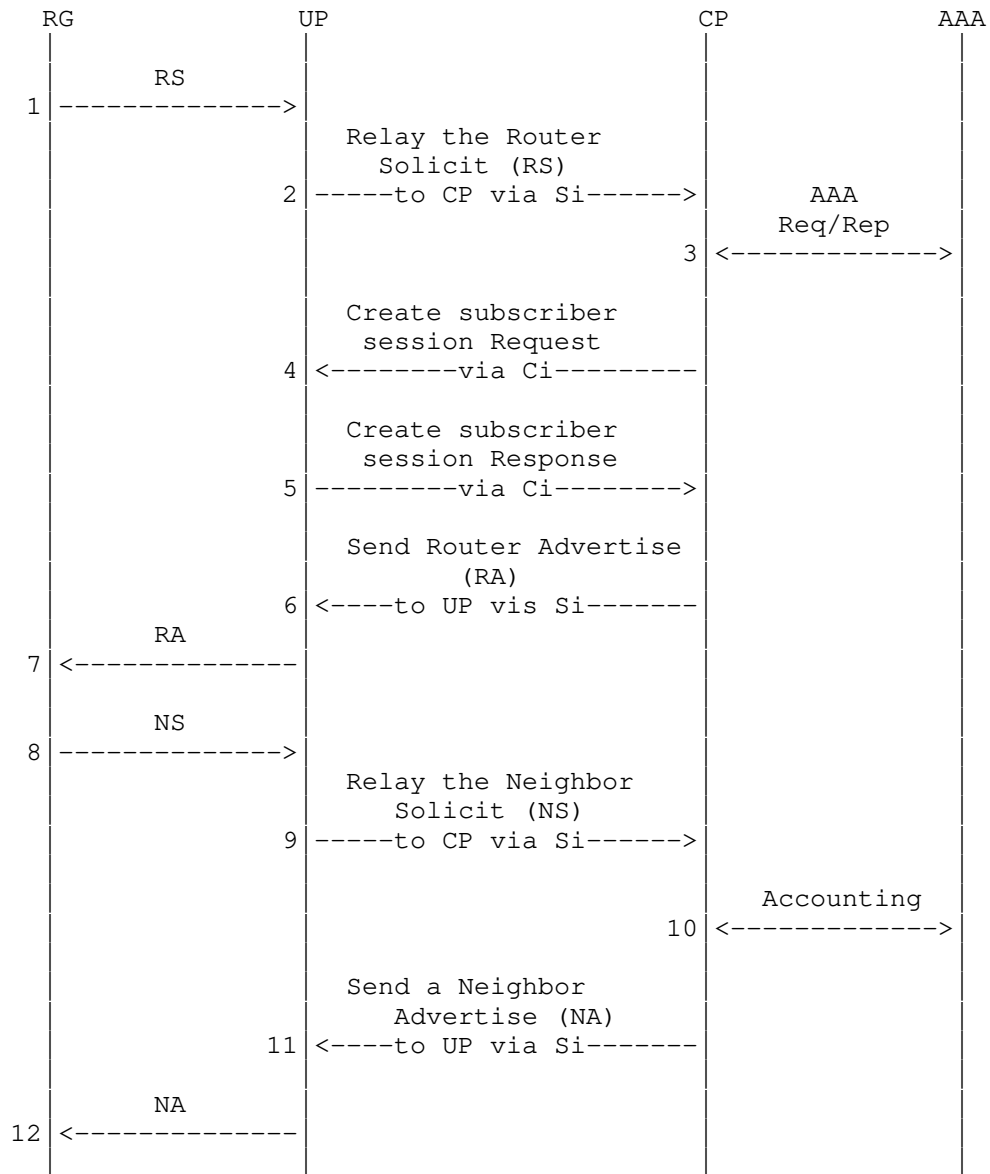 RG UP CP AAA
RS
1 -------------->
Relay the Router
Solicit (RS)
2 -----to CP via Si------> AAA
Req/Rep
3 <------------->
Create subscriber
session Request
4 <--------via Ci---------
Create subscriber
session Response
5 ---------via Ci-------->
Send Router Advertise
(RA)
6 <----to UP vis Si-------
RA
7 <--------------
NS
8 -------------->
Relay the Neighbor
Solicit (NS)
9 -----to CP via Si------>
Accounting
10 <------------->
Send a Neighbor
Advertise (NA)
11 <----to UP via Si-------
NA
12 <--------------